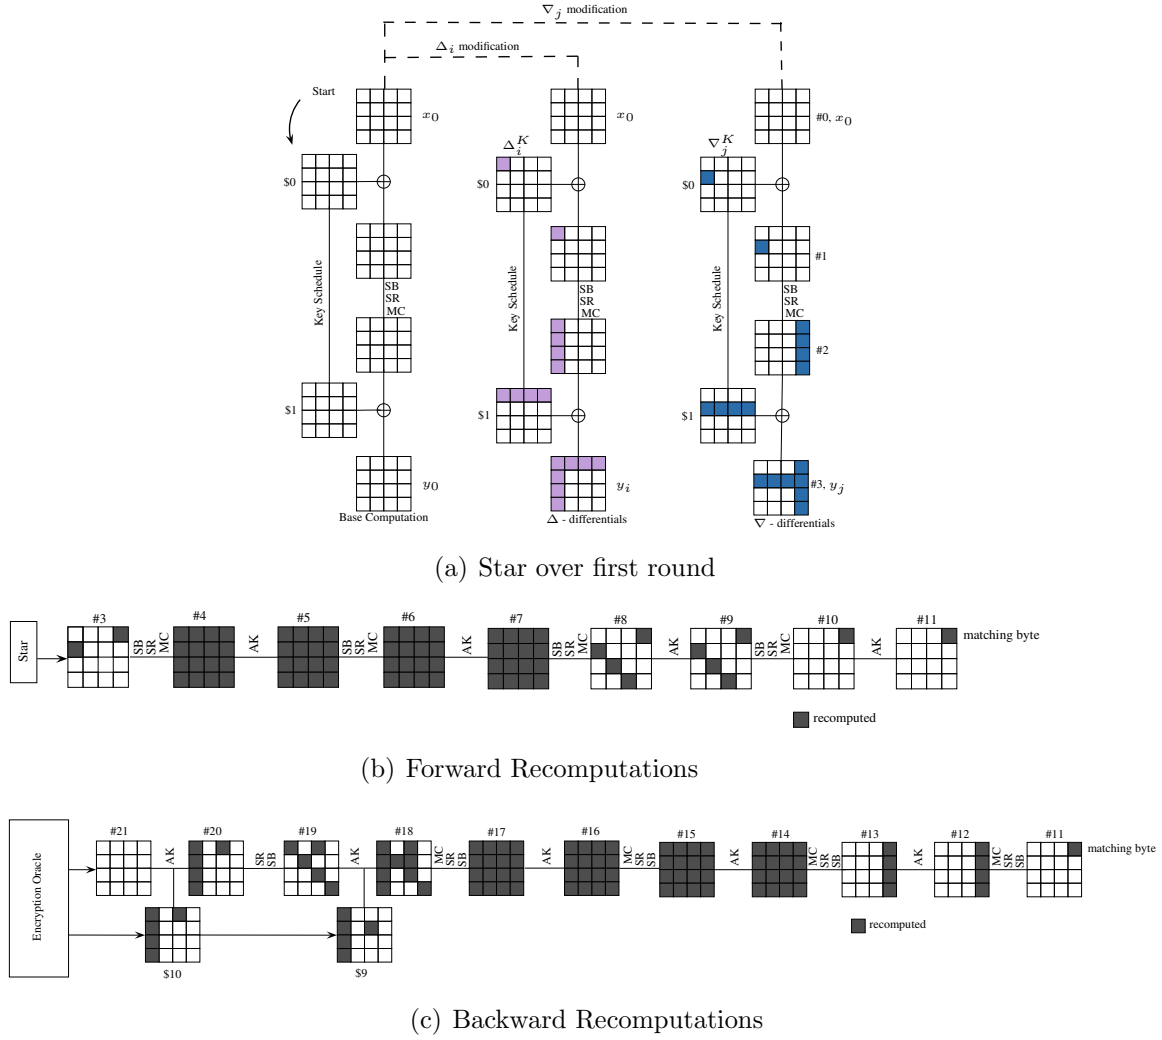 ∇j modification
Δi modification
Start
x0
x0
#0, x0
Δ^K_i
∇^K_j
$0
$0
$0
#1
Key Schedule
Key Schedule
Key Schedule
SB
SR
MC
SB
SR
MC
SB
SR
MC
#2
$1
$1
$1
y0
yi
#3, yj
Base Computation
Δ - differentials
∇ - differentials
(a) Star over first round
#3
#4
#5
#6
#7
#8
#9
#10
#11
Star
SB
SR
MC
AK
SB
SR
MC
AK
SB
SR
MC
AK
SB
SR
MC
AK
matching byte
recomputed
(b) Forward Recomputations
#21
#20
#19
#18
#17
#16
#15
#14
#13
#12
#11
Encryption Oracle
AK
SR
SB
AK
MC
SR
SB
AK
MC
SR
SB
AK
MC
SR
SB
AK
MC
SR
SB
matching byte
recomputed
$10
$9
(c) Backward Recomputations